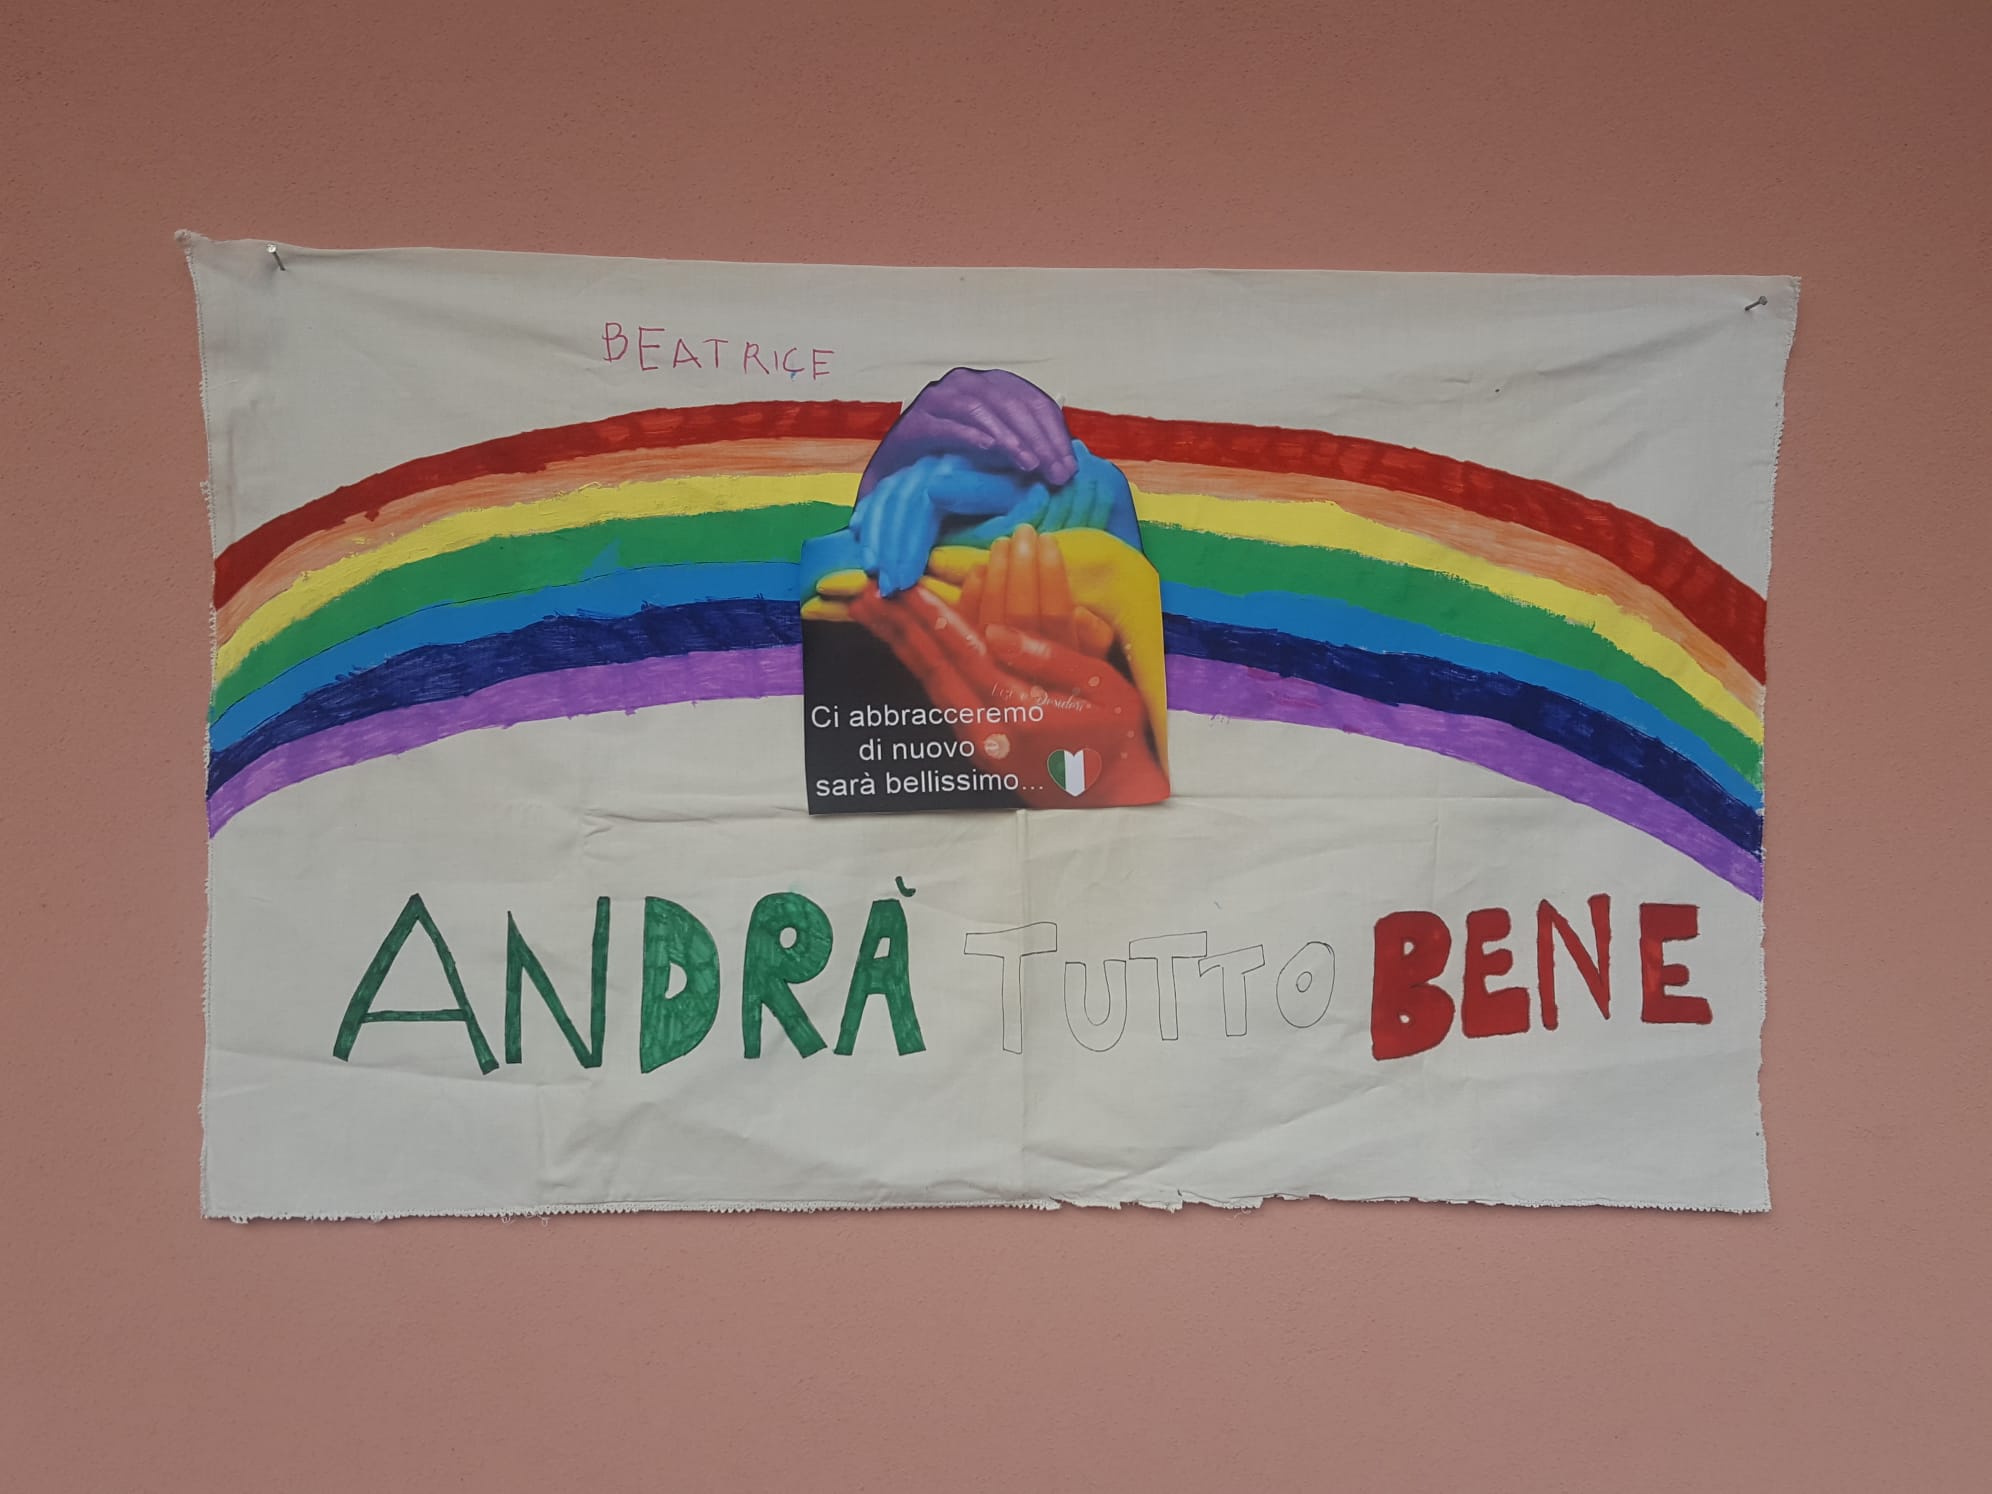 BEATRICE
Ci abbracceremo
di nuovo e
sarà bellissimo...
ANDRÀ TUTTO BENE